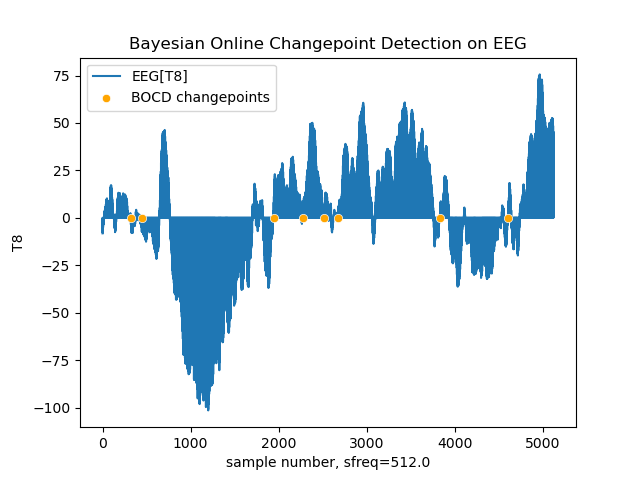 Bayesian Online Changepoint Detection on EEG
EEG[T8]
BOCD changepoints
75
50
25
0
−25
−50
−75
−100
T8
0 1000 2000 3000 4000 5000
sample number, sfreq=512.0